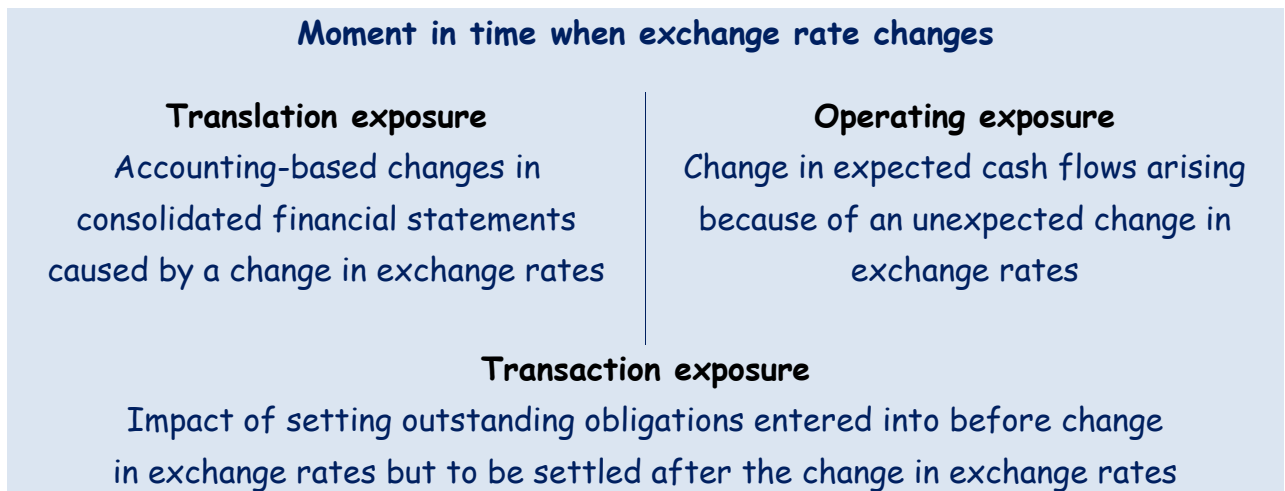 Moment in time when exchange rate changes
Translation exposure
Accounting-based changes in
consolidated financial statements
caused by a change in exchange rates
Operating exposure
Change in expected cash flows arising
because of an unexpected change in
exchange rates
Transaction exposure
Impact of setting outstanding obligations entered into before change
in exchange rates but to be settled after the change in exchange rates